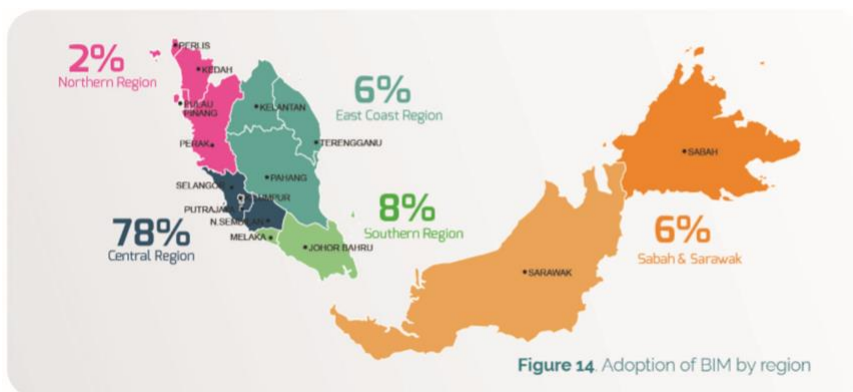 2%
Northern Region
PERLIS
KEDAH
PULAU
PINANG
PERAK
KELANTAN
TERENGGANU
PAHANG
6%
East Coast Region
SELANGOR
LUMPUR
PUTRAJAYA
N.SEMBILAN
MELAKA
JOHOR BAHRU
78%
Central Region
8%
Southern Region
SABAH
SARAWAK
6%
Sabah & Sarawak
Figure 14. Adoption of BIM by region